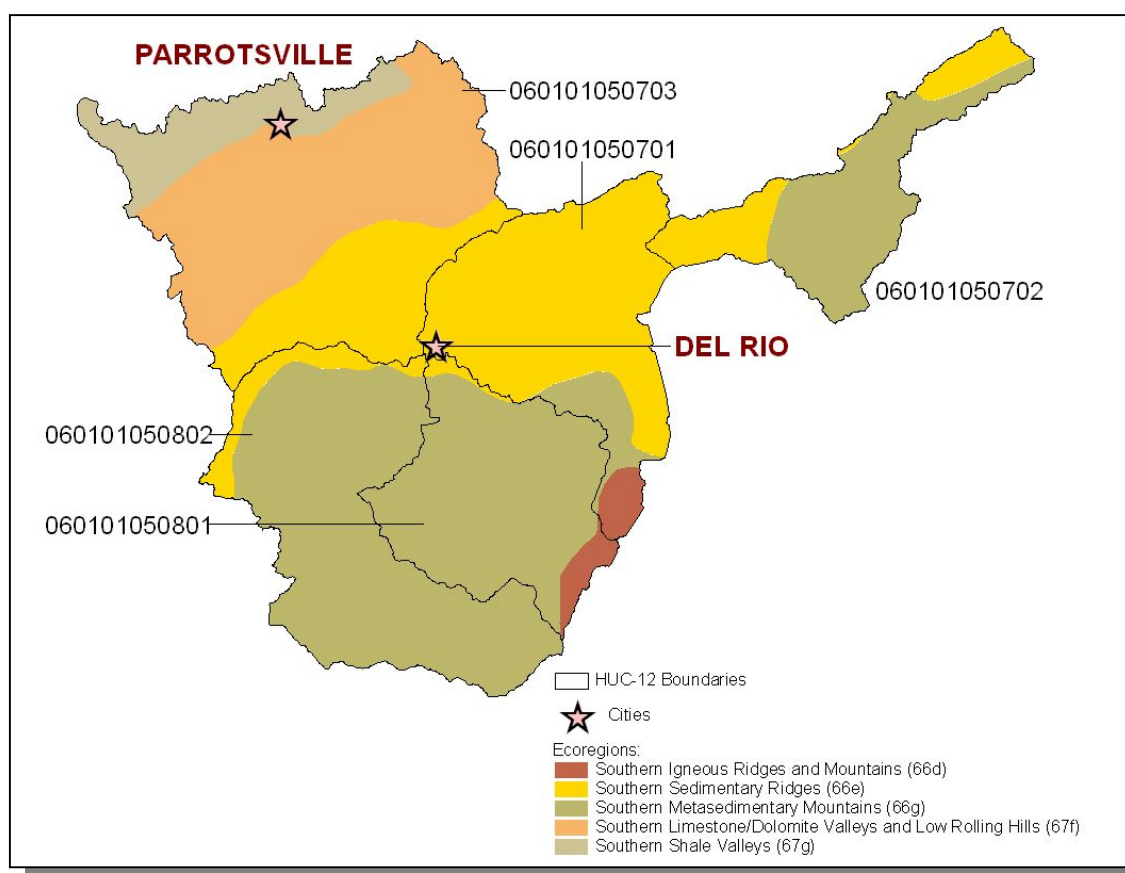 PARROTSVILLE
060101050703
060101050701
060101050702
DEL RIO
060101050802
060101050801
HUC-12 Boundaries
Cities
Ecoregions:
Southern Igneous Ridges and Mountains (66d)
Southern Sedimentary Ridges (66e)
Southern Metasedimentary Mountains (66g)
Southern Limestone/Dolomite Valleys and Low Rolling Hills (67f)
Southern Shale Valleys (67g)